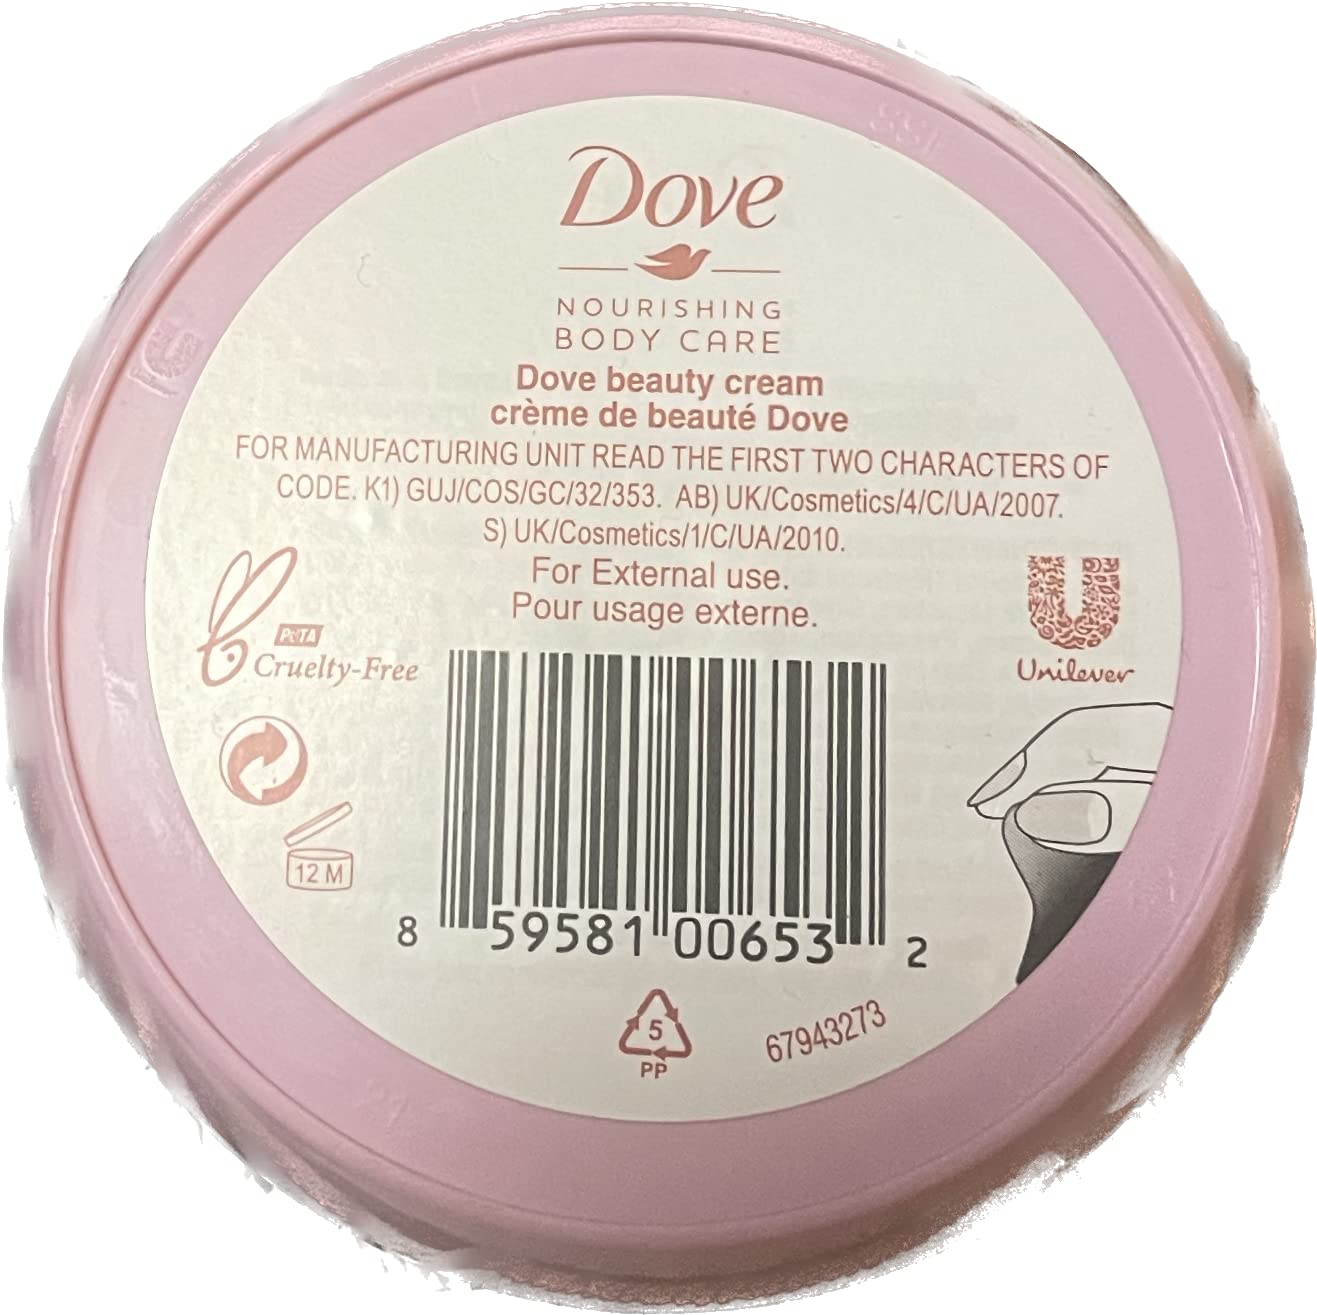 Dove
NOURISHING
BODY CARE
Dove beauty cream
crème de beauté Dove
FOR MANUFACTURING UNIT READ THE FIRST TWO CHARACTERS OF
CODE. K1) GUJ/COS/GC/32/353. AB) UK/Cosmetics/4/C/UA/2007.
S) UK/Cosmetics/1/C/UA/2010.
For External use.
Pour usage externe.
PETA
Cruelty-Free
Unilever
12 M
8 59581 00653 2
5
PP
67943273